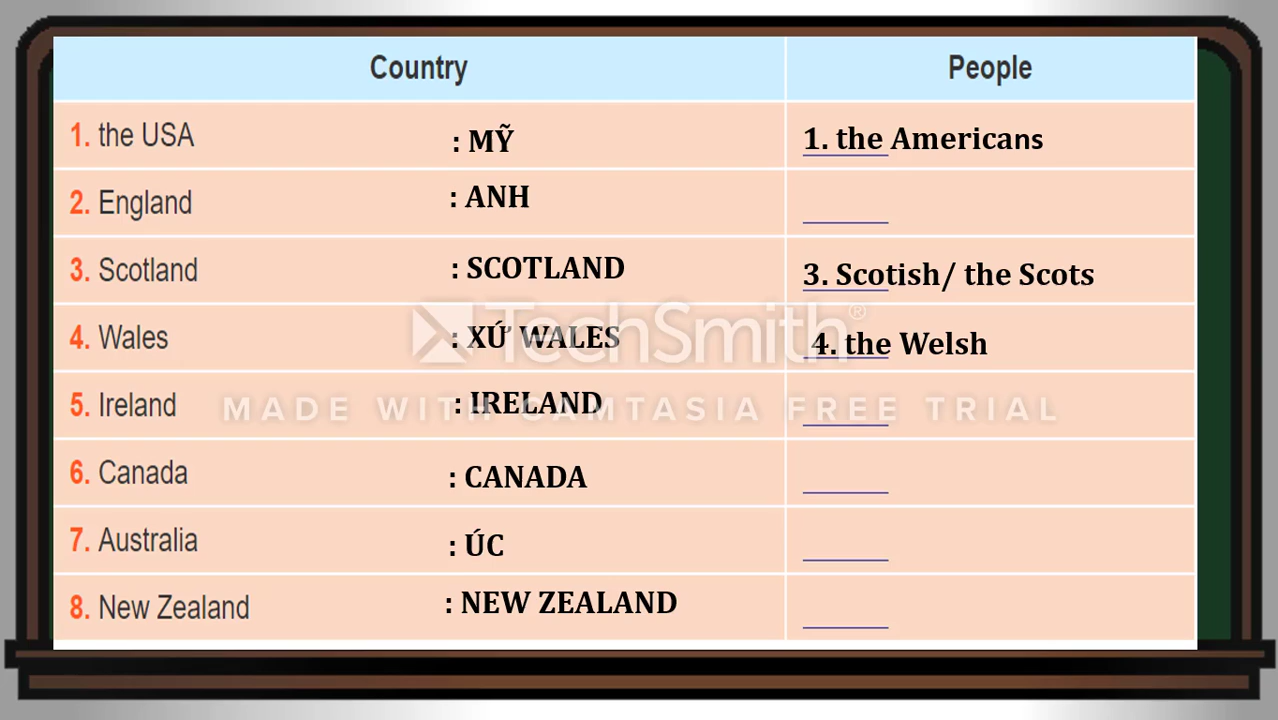 Country People
1. the USA : MỸ 1. the Americans
2. England : ANH
3. Scotland : SCOTLAND 3. Scotish/ the Scots
4. Wales : XỨ WALES 4. the Welsh
TechSmith®
5. Ireland : IRELAND
MADE WITH CAMTASIA FREE TRIAL
6. Canada : CANADA
7. Australia : ÚC
8. New Zealand : NEW ZEALAND